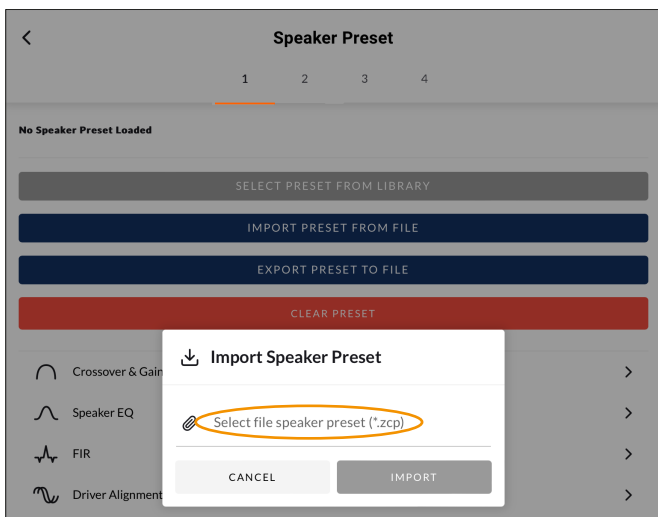 Speaker Preset
1 2 3 4
No Speaker Preset Loaded
SELECT PRESET FROM LIBRARY
IMPORT PRESET FROM FILE
EXPORT PRESET TO FILE
CLEAR PRESET
Import Speaker Preset
Crossover & Gain
Select file speaker preset (*.zcp)
Speaker EQ
FIR
CANCEL IMPORT
Driver Alignment